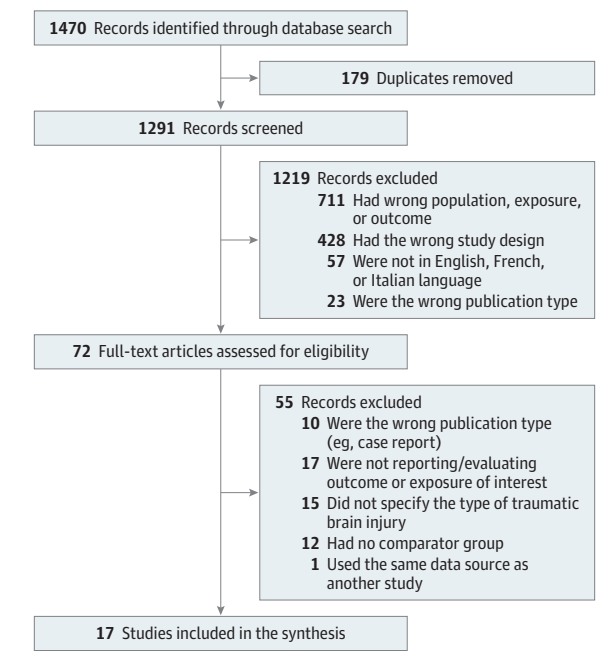 1470 Records identified through database search
179 Duplicates removed
1291 Records screened
1219 Records excluded
711 Had wrong population, exposure,
or outcome
428 Had the wrong study design
57 Were not in English, French,
or Italian language
23 Were the wrong publication type
72 Full-text articles assessed for eligibility
55 Records excluded
10 Were the wrong publication type
(eg, case report)
17 Were not reporting/evaluating
outcome or exposure of interest
15 Did not specify the type of traumatic
brain injury
12 Had no comparator group
1 Used the same data source as
another study
17 Studies included in the synthesis